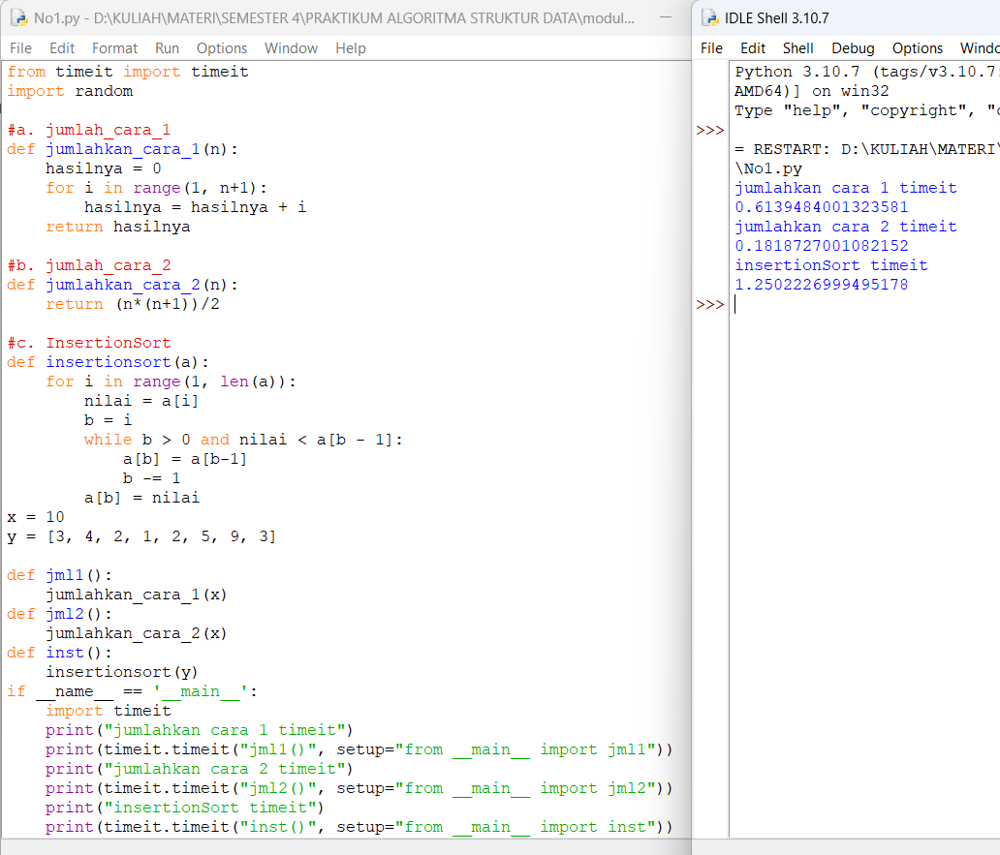 No1.py - D:\KULIAH\MATERI\SEMESTER 4\PRAKTIKUM ALGORITMA STRUKTUR DATA\modul...
File Edit Format Run Options Window Help
from timeit import timeit
import random

#a. jumlah_cara_1
def jumlahkan_cara_1(n):
    hasilnya = 0
    for i in range(1, n+1):
        hasilnya = hasilnya + i
    return hasilnya

#b. jumlah_cara_2
def jumlahkan_cara_2(n):
    return (n*(n+1))/2

#c. InsertionSort
def insertionsort(a):
    for i in range(1, len(a)):
        nilai = a[i]
        b = i
        while b > 0 and nilai < a[b - 1]:
            a[b] = a[b-1]
            b -= 1
        a[b] = nilai
x = 10
y = [3, 4, 2, 1, 2, 5, 9, 3]

def jml1():
    jumlahkan_cara_1(x)
def jml2():
    jumlahkan_cara_2(x)
def inst():
    insertionsort(y)
if __name__ == '__main__':
    import timeit
    print("jumlahkan cara 1 timeit")
    print(timeit.timeit("jml1()", setup="from __main__ import jml1"))
    print("jumlahkan cara 2 timeit")
    print(timeit.timeit("jml2()", setup="from __main__ import jml2"))
    print("insertionSort timeit")
    print(timeit.timeit("inst()", setup="from __main__ import inst"))
IDLE Shell 3.10.7
File Edit Shell Debug Options Windo
Python 3.10.7 (tags/v3.10.7:
AMD64)] on win32
Type "help", "copyright", "c
>>>
= RESTART: D:\KULIAH\MATERI\
\No1.py
jumlahkan cara 1 timeit
0.6139484001323581
jumlahkan cara 2 timeit
0.1818727001082152
insertionSort timeit
1.2502226999495178
>>>